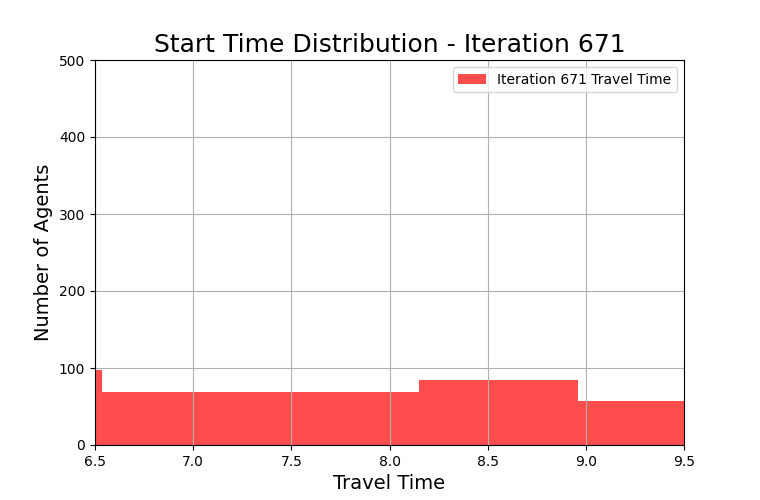 Start Time Distribution - Iteration 671
Iteration 671 Travel Time
Number of Agents
500
400
300
200
100
0
6.5 7.0 7.5 8.0 8.5 9.0 9.5
Travel Time